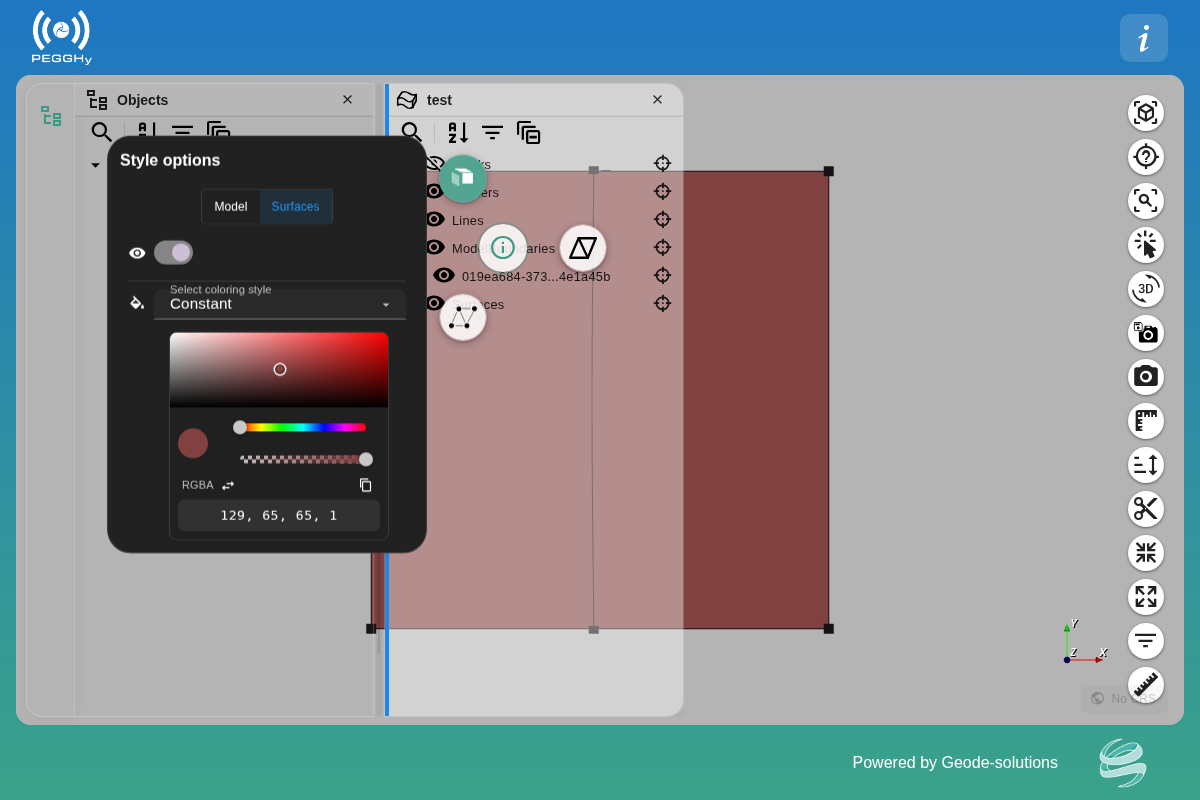 PEGGHy
i
Objects
test
Style options
Model
Surfaces
Lines
019ea684-373...4e1a45b
Select coloring style
Constant
RGBA
129, 65, 65, 1
3D
Y
Z
X
Powered by Geode-solutions